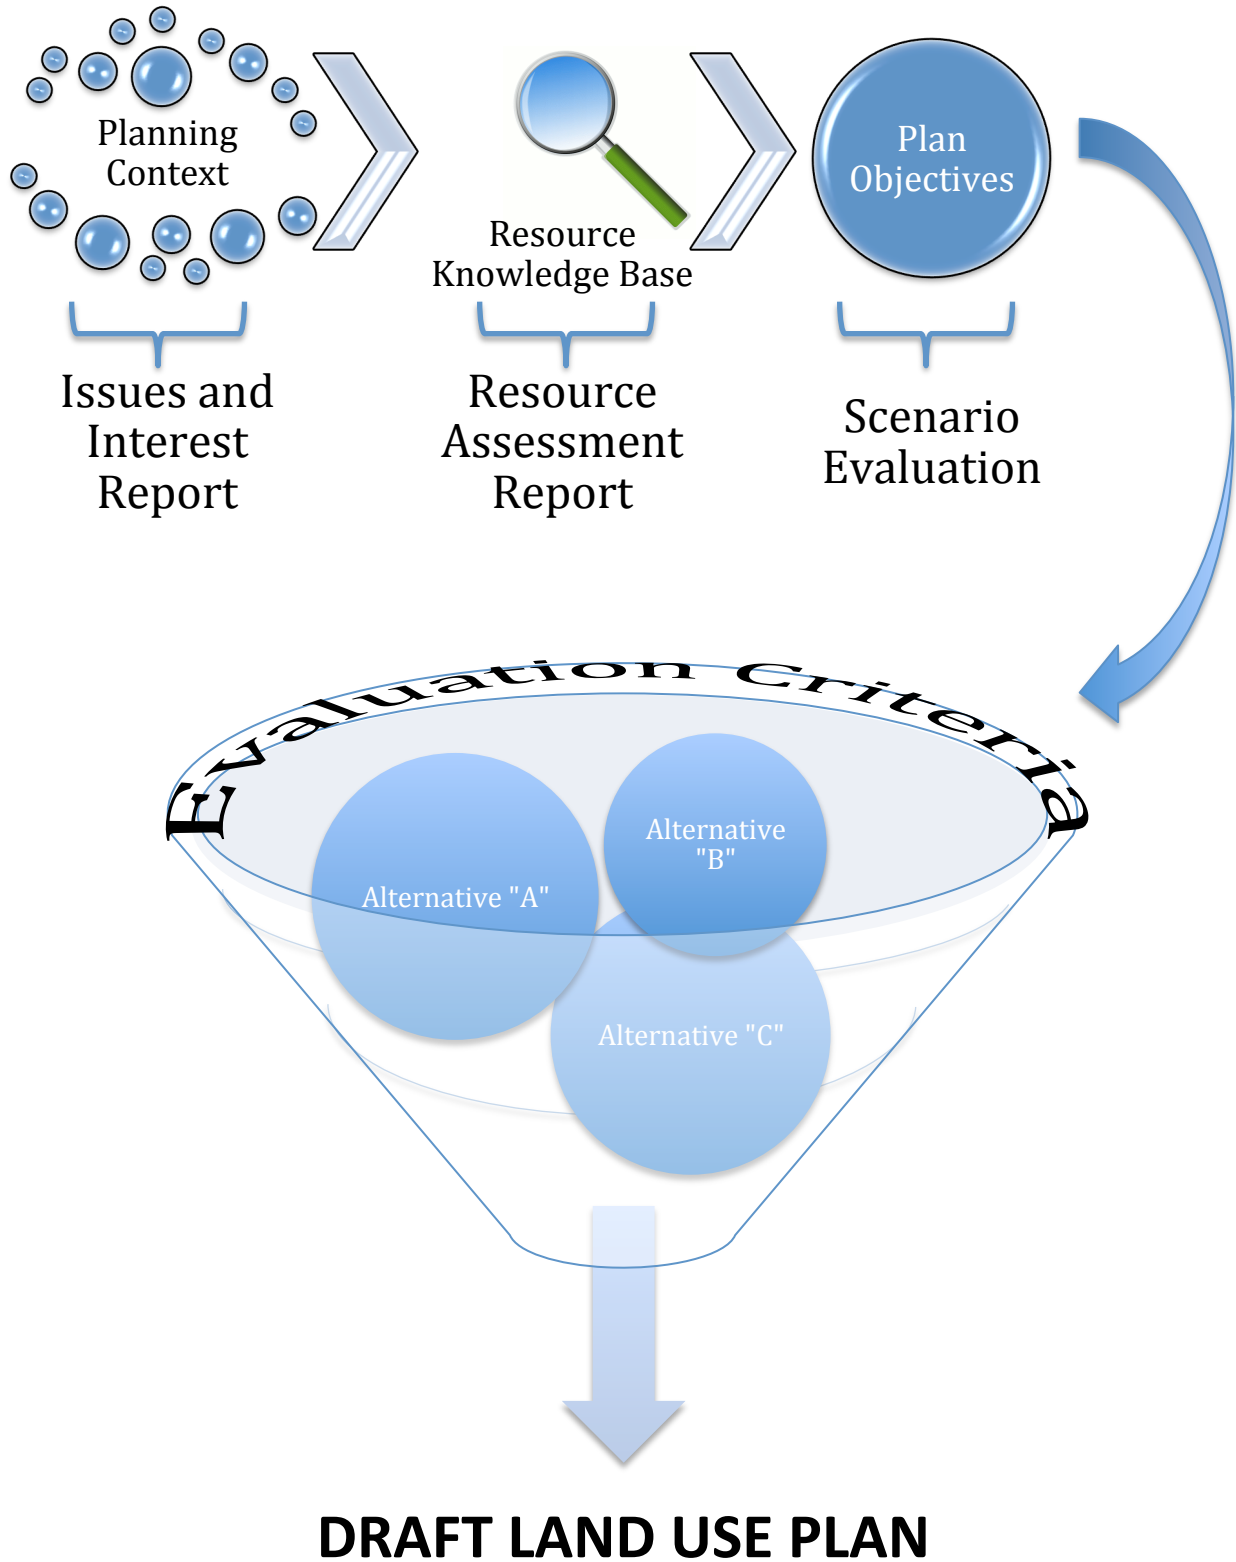 Planning
Context
Resource
Knowledge Base
Plan
Objectives
Issues and
Interest
Report
Resource
Assessment
Report
Scenario
Evaluation
Evaluation Criteria
Alternative "A"
Alternative
"B"
Alternative "C"
DRAFT LAND USE PLAN